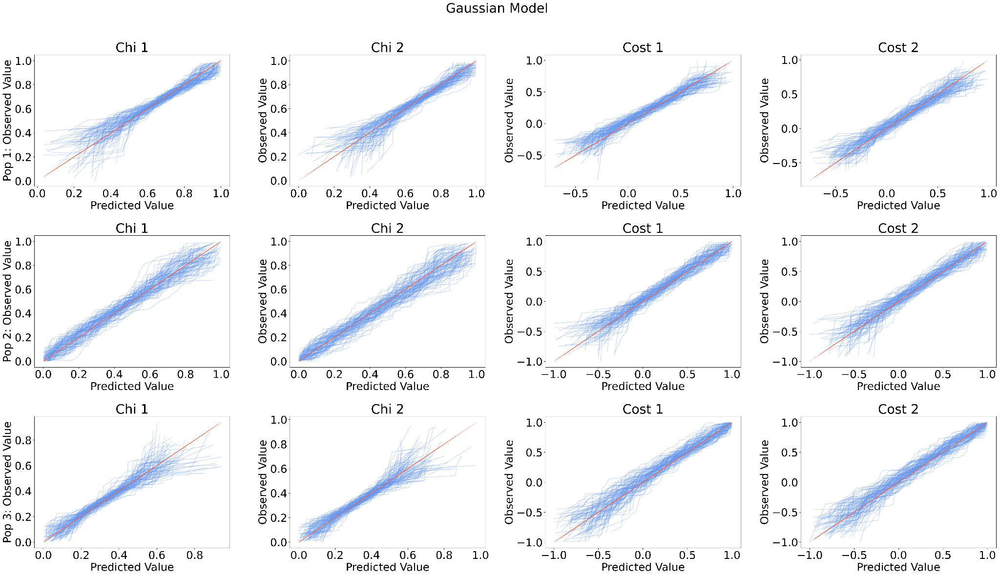 Gaussian Model
Chi 1
Chi 2
Cost 1
Cost 2
Pop 1: Observed Value
1.0
0.8
0.6
0.4
0.2
0.0
0.0 0.2 0.4 0.6 0.8 1.0
Predicted Value
Observed Value
1.0
0.8
0.6
0.4
0.2
0.0
0.0 0.2 0.4 0.6 0.8 1.0
Predicted Value
Observed Value
1.0
0.5
0.0
−0.5
−0.5 0.0 0.5 1.0
Predicted Value
Observed Value
1.0
0.5
0.0
−0.5
−0.5 0.0 0.5 1.0
Predicted Value
Chi 1
Chi 2
Cost 1
Cost 2
Pop 2: Observed Value
1.0
0.8
0.6
0.4
0.2
0.0
0.0 0.2 0.4 0.6 0.8 1.0
Predicted Value
Observed Value
1.0
0.8
0.6
0.4
0.2
0.0
0.0 0.2 0.4 0.6 0.8 1.0
Predicted Value
Observed Value
1.0
0.5
0.0
−0.5
−1.0
−1.0 −0.5 0.0 0.5 1.0
Predicted Value
Observed Value
1.0
0.5
0.0
−0.5
−1.0
−1.0 −0.5 0.0 0.5 1.0
Predicted Value
Chi 1
Chi 2
Cost 1
Cost 2
Pop 3: Observed Value
0.8
0.6
0.4
0.2
0.0
0.0 0.2 0.4 0.6 0.8
Predicted Value
Observed Value
1.0
0.8
0.6
0.4
0.2
0.0
0.0 0.2 0.4 0.6 0.8 1.0
Predicted Value
Observed Value
1.0
0.5
0.0
−0.5
−1.0
−1.0 −0.5 0.0 0.5 1.0
Predicted Value
Observed Value
1.0
0.5
0.0
−0.5
−1.0
−1.0 −0.5 0.0 0.5 1.0
Predicted Value